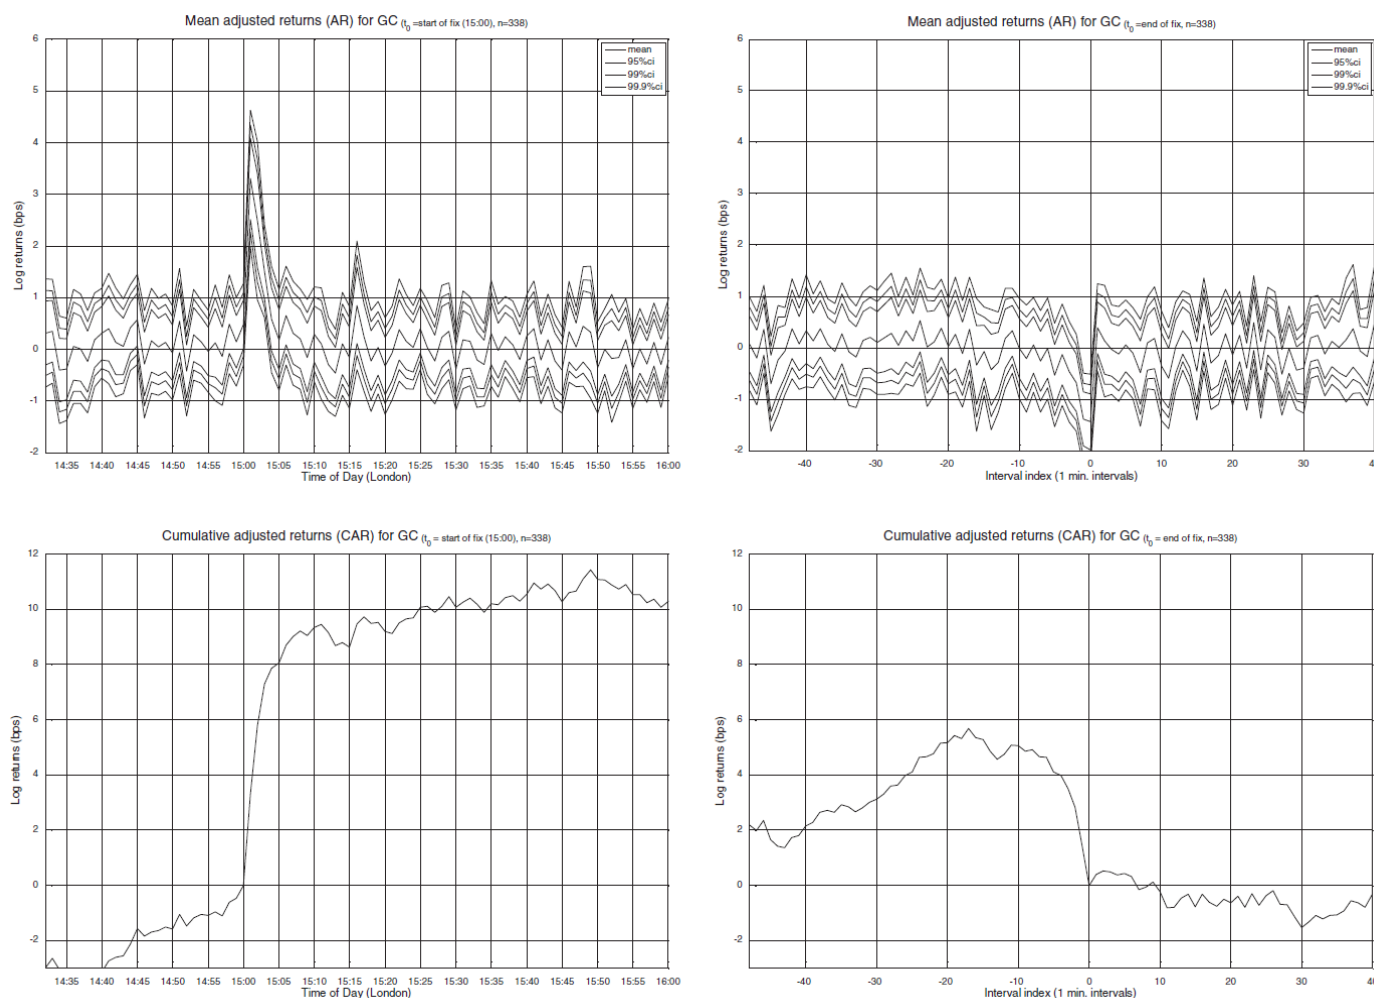 Mean adjusted returns (AR) for GC (t0 =start of fix (15:00), n=338)
6
5
4
3
2
1
0
-1
-2
Log returns (bps)
mean
95%ci
99%ci
99.9%ci
14:35 14:40 14:45 14:50 14:55 15:00 15:05 15:10 15:15 15:20 15:25 15:30 15:35 15:40 15:45 15:50 15:55 16:00
Time of Day (London)
Mean adjusted returns (AR) for GC (t0 =end of fix, n=338)
6
5
4
3
2
1
0
-1
-2
Log returns (bps)
mean
95%ci
99%ci
99.9%ci
-40 -30 -20 -10 0 10 20 30 4
Interval index (1 min. intervals)
Cumulative adjusted returns (CAR) for GC (t0 = start of fix (15:00), n=338)
12
10
8
6
4
2
0
-2
Log returns (bps)
14:35 14:40 14:45 14:50 14:55 15:00 15:05 15:10 15:15 15:20 15:25 15:30 15:35 15:40 15:45 15:50 15:55 16:00
Time of Day (London)
Cumulative adjusted returns (CAR) for GC (t0 = end of fix, n=338)
12
10
8
6
4
2
0
-2
Log returns (bps)
-40 -30 -20 -10 0 10 20 30 4
Interval index (1 min. intervals)